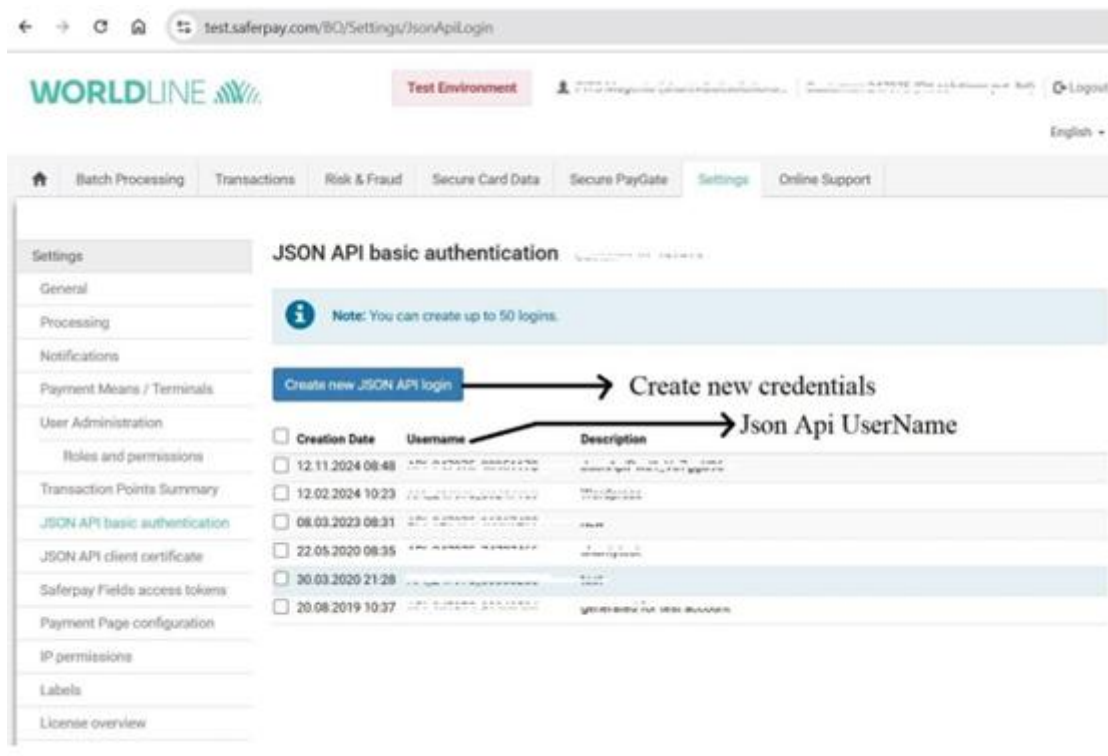 test.saferpay.com/BO/Settings/JsonApiLogin
WORLDLINE
Test Environment
Logout
English
Batch Processing Transactions Risk & Fraud Secure Card Data Secure PayGate Settings Online Support
Settings
JSON API basic authentication
General
Note: You can create up to 50 logins.
Processing
Notifications
Payment Means / Terminals
Create new JSON API login
Create new credentials
User Administration
Json Api UserName
Creation Date Username Description
Roles and permissions
12.11.2024 08:48
Transaction Points Summary
12.02.2024 10:23
JSON API basic authentication
08.03.2023 08:31
JSON API client certificate
22.05.2020 08:35
30.03.2020 21:28
Saferpay Fields access tokens
20.08.2019 10:37
Payment Page configuration
IP permissions
Labels
License overview